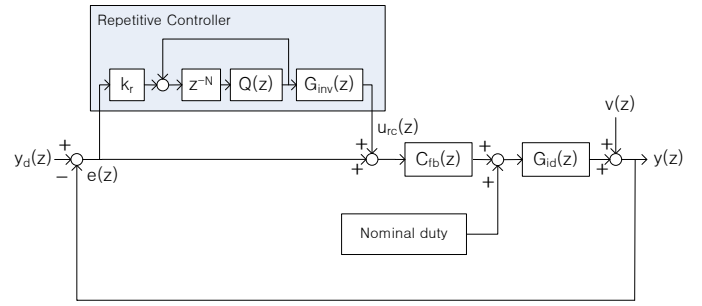 Repetitive Controller
kr
z−N
Q(z)
Ginv(z)
v(z)
urc(z)
+
+
+
+
yd(z)
−
e(z)
+
Cfb(z)
+
Gid(z)
+
y(z)
Nominal duty